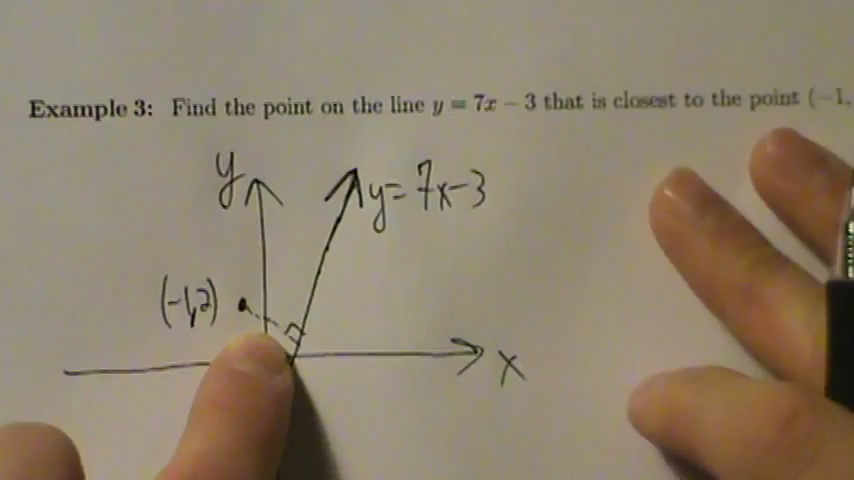 Example 3: Find the point on the line y = 7x − 3 that is closest to the point (−1,
y
y=7x-3
(-1,2)
x